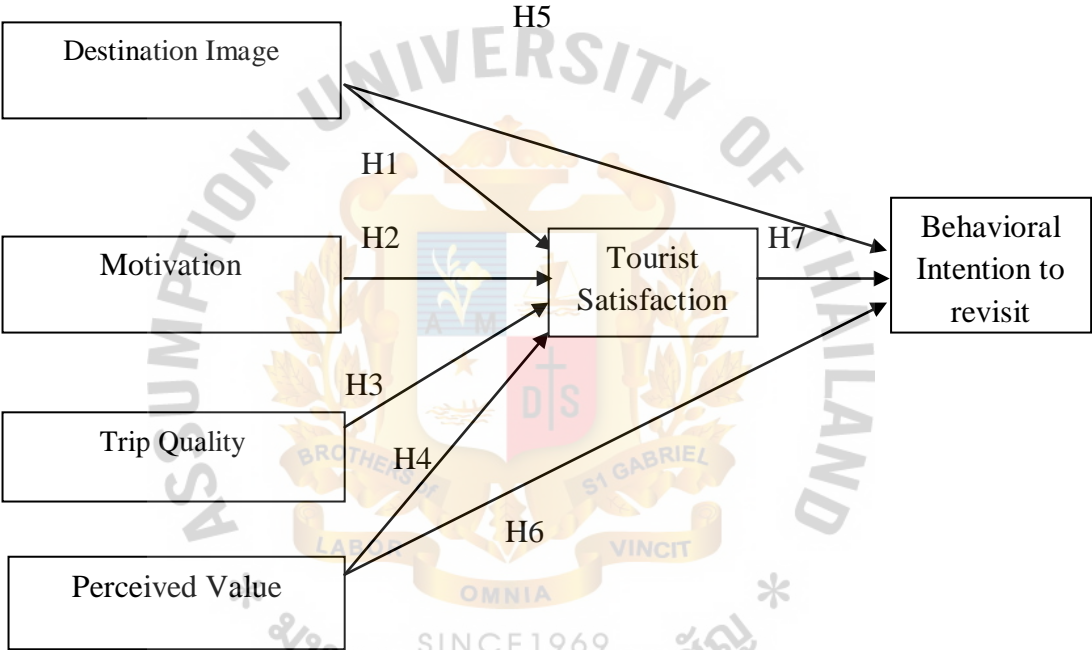 H5
Destination Image
ASSUMPTION UNIVERSITY OF THAILAND
H1
H2
Motivation
Tourist
Satisfaction
H7
Behavioral
Intention to
revisit
A M
D S
H3
Trip Quality
BROTHERS OF
ST GABRIEL
H4
H6
LABOR
VINCIT
OMNIA
Perceived Value
SINCE1969